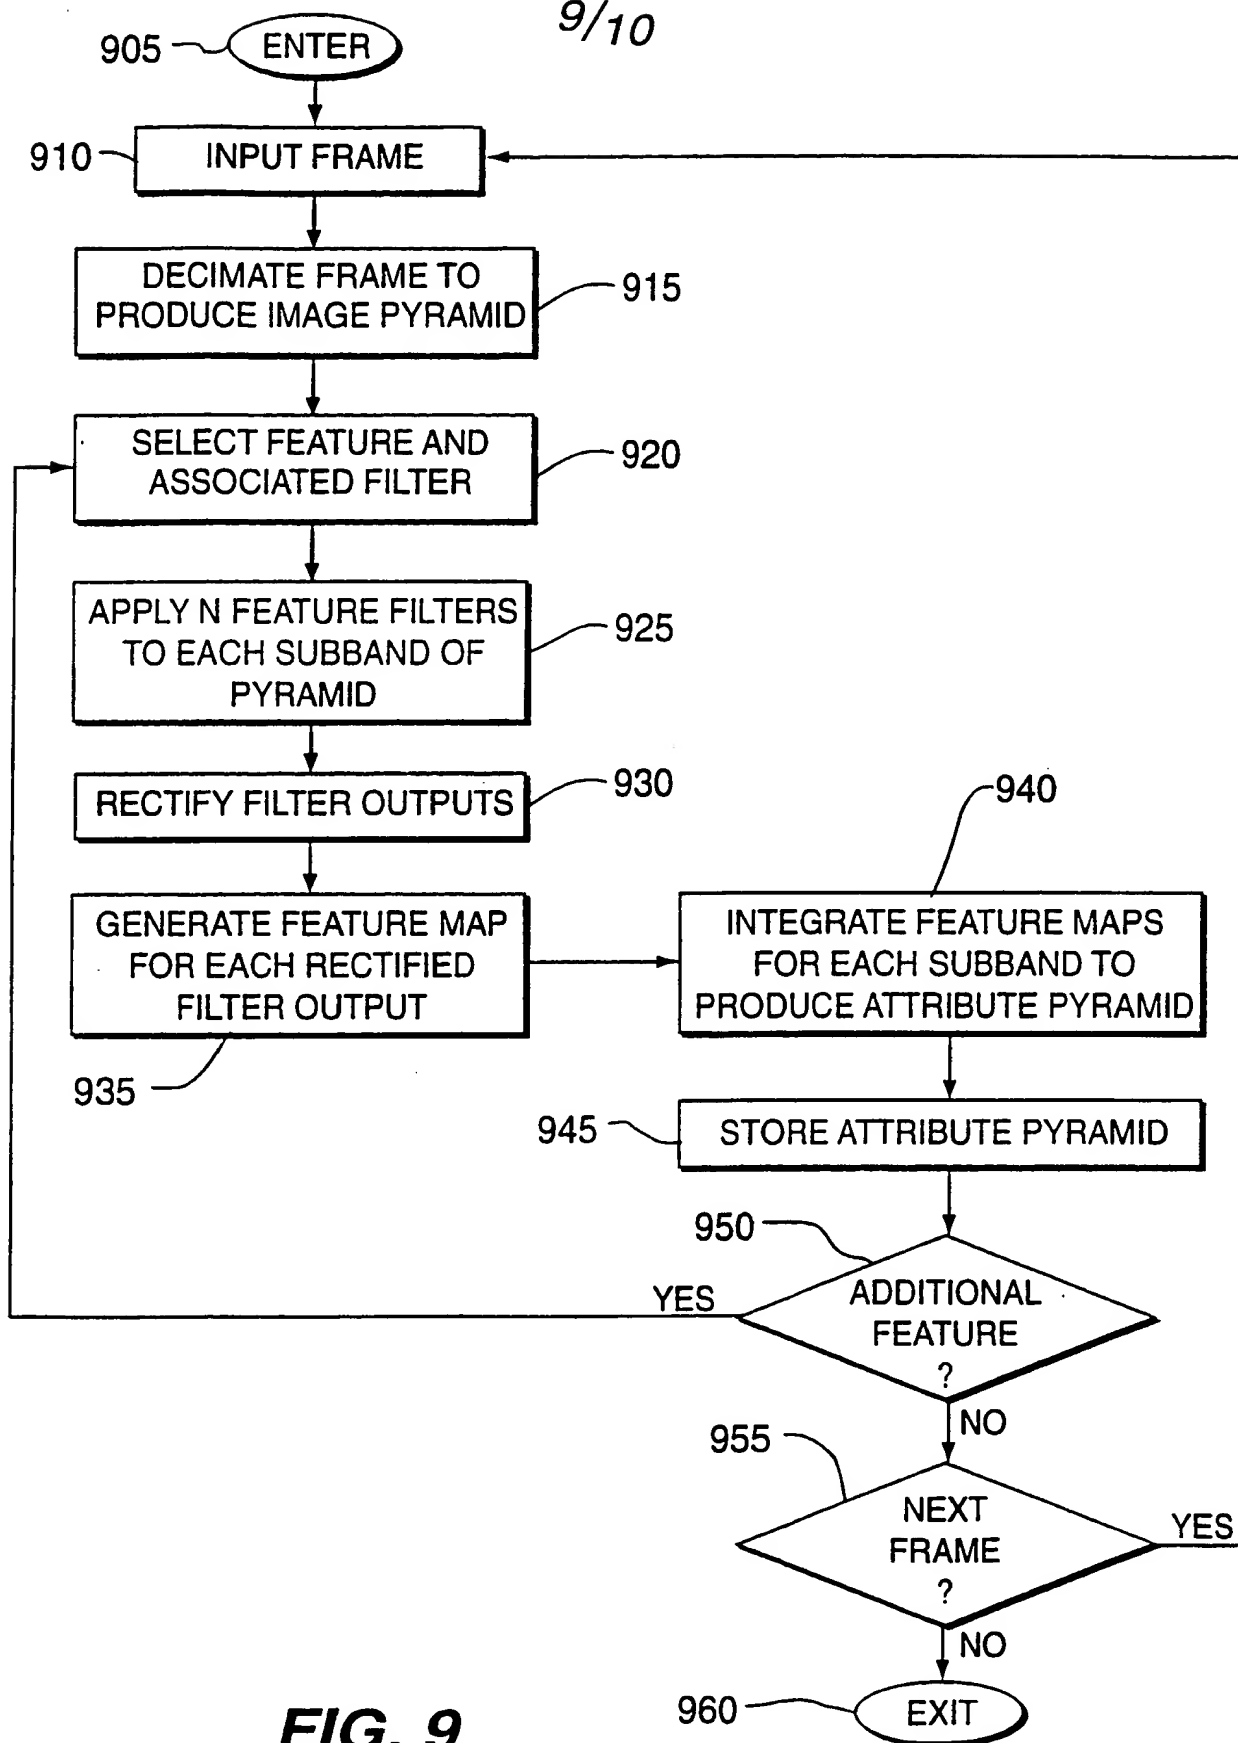 9/10
905
ENTER
910
INPUT FRAME
DECIMATE FRAME TO
PRODUCE IMAGE PYRAMID
915
SELECT FEATURE AND
ASSOCIATED FILTER
920
APPLY N FEATURE FILTERS
TO EACH SUBBAND OF
PYRAMID
925
RECTIFY FILTER OUTPUTS
930
GENERATE FEATURE MAP
FOR EACH RECTIFIED
FILTER OUTPUT
935
940
INTEGRATE FEATURE MAPS
FOR EACH SUBBAND TO
PRODUCE ATTRIBUTE PYRAMID
945
STORE ATTRIBUTE PYRAMID
950
YES
ADDITIONAL
FEATURE
?
NO
955
NEXT
FRAME
?
YES
NO
960
EXIT
FIG. 9